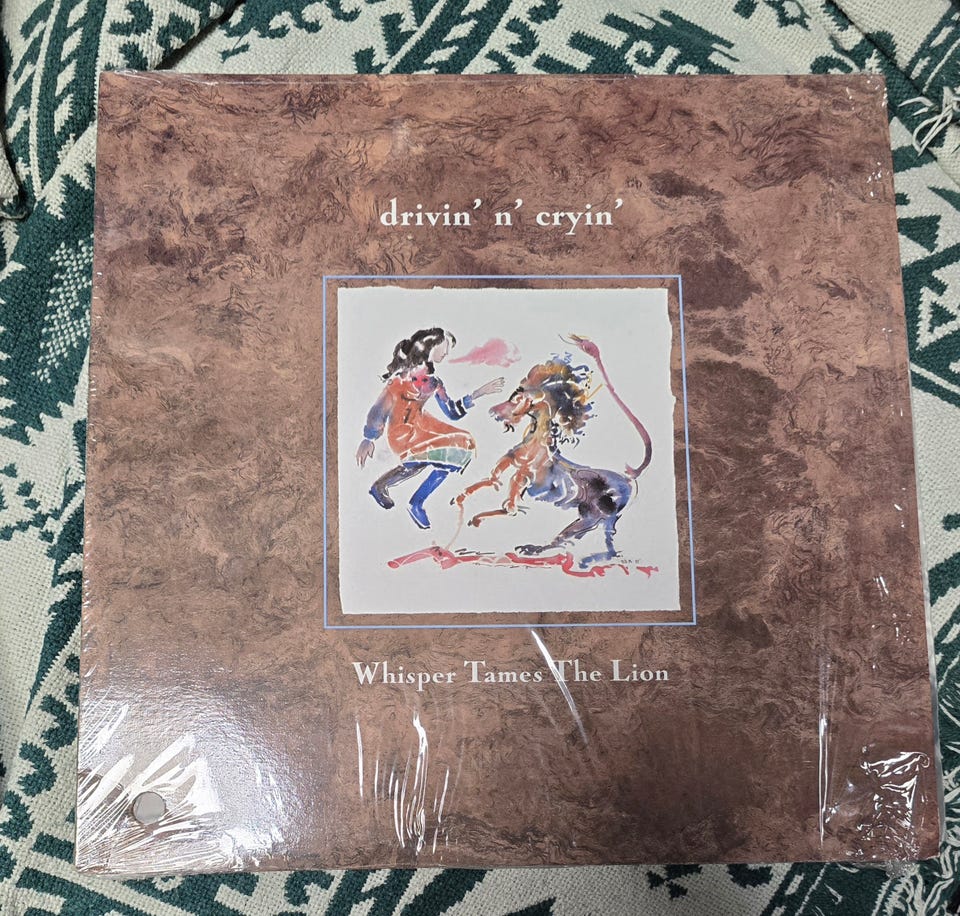 drivin' n' cryin'
Whisper Tames The Lion